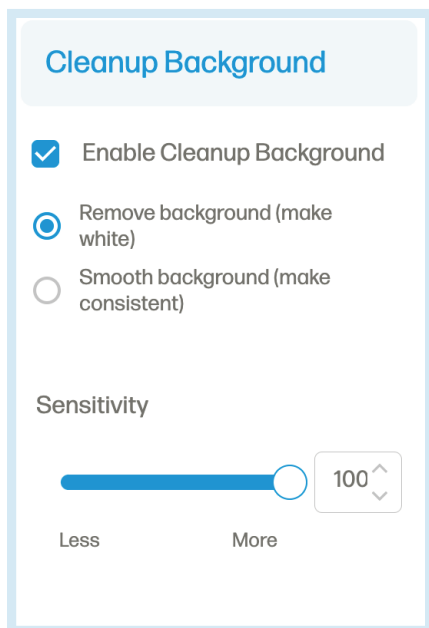 Cleanup Background
Enable Cleanup Background
Remove background (make
white)
Smooth background (make
consistent)
Sensitivity
100
Less
More